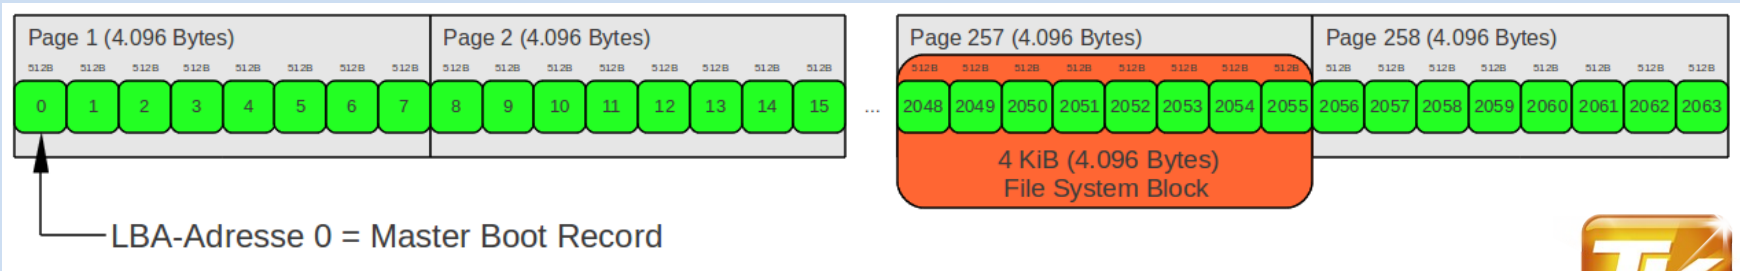 Page 1 (4.096 Bytes) Page 2 (4.096 Bytes) Page 257 (4.096 Bytes) Page 258 (4.096 Bytes)
512B 512B 512B 512B 512B 512B 512B 512B 512B 512B 512B 512B 512B 512B 512B 512B 512B 512B 512B 512B 512B 512B 512B 512B 512B 512B 512B 512B 512B 512B 512B 512B
0 1 2 3 4 5 6 7 8 9 10 11 12 13 14 15 ... 2048 2049 2050 2051 2052 2053 2054 2055 2056 2057 2058 2059 2060 2061 2062 2063
4 KiB (4.096 Bytes)
File System Block
LBA-Adresse 0 = Master Boot Record